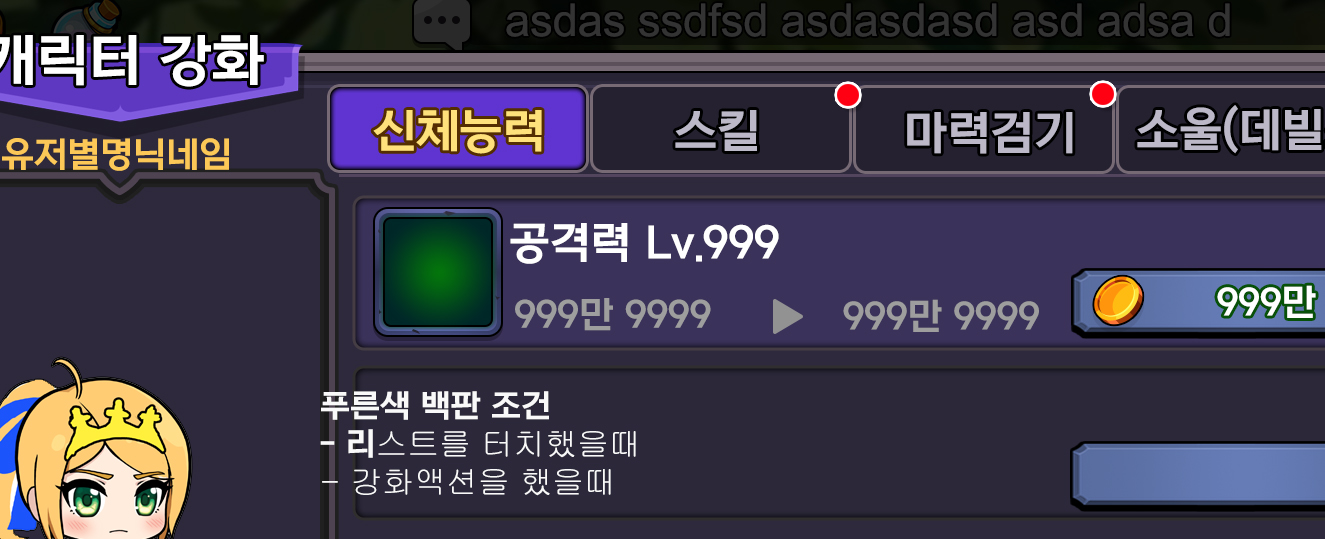 asdas ssdfsd asdasdasd asd adsa d
캐릭터 강화
유저별명닉네임
신체능력
스킬
마력검기
소울(데빌
공격력 Lv.999
999만 9999 ▶ 999만 9999
999만
푸른색 백판 조건
- 리스트를 터치했을때
- 강화액션을 했을때